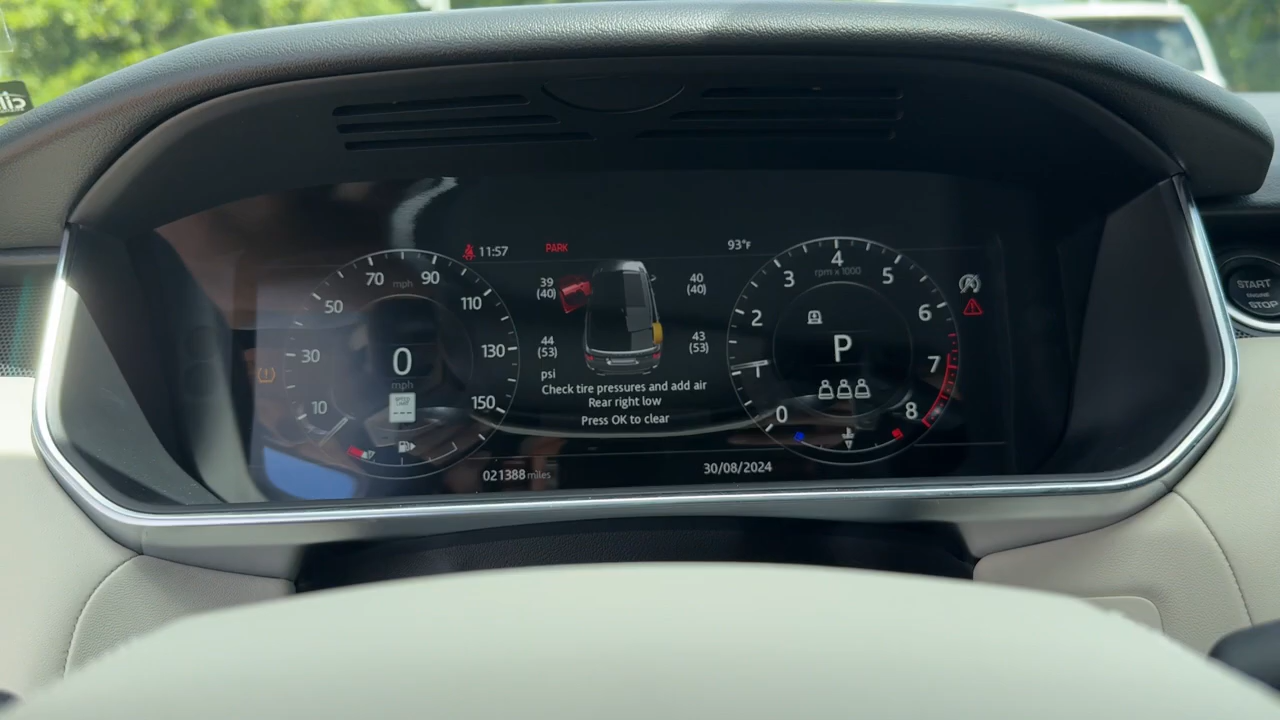 11:57
PARK
93°F
39
(40)
40
(40)
44
(53)
43
(53)
psi
Check tire pressures and add air
Rear right low
Press OK to clear
10
30
50
70
90
110
130
150
mph
0
mph
0
1
2
3
4
5
6
7
8
rpm x 1000
P
021388 miles
30/08/2024
START
ENGINE
STOP